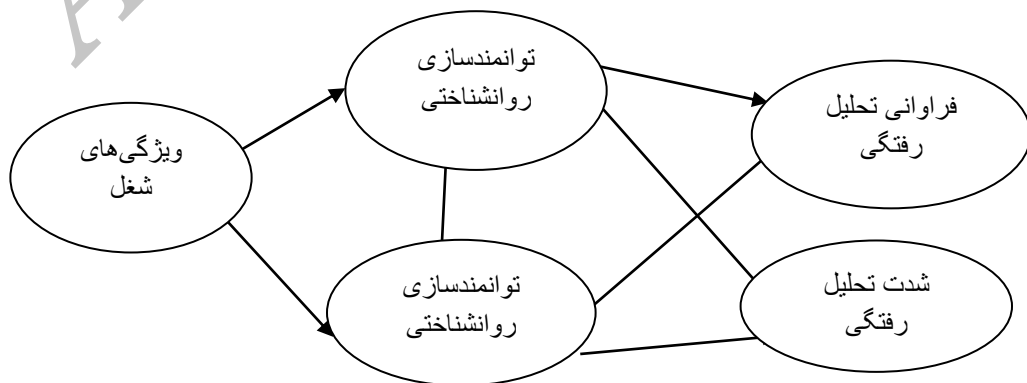 توانمندسازی
روانشناختی
فراوانی تحلیل
رفتگی
ویژگی‌های
شغل
توانمندسازی
روانشناختی
شدت تحلیل
رفتگی